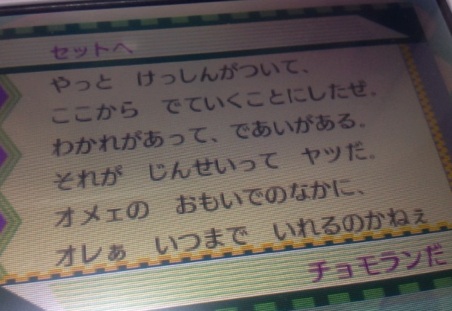 セットへ
やっと けっしんがついて、
ここから でていくことにしたぜ.
わかれがあって、であいがある.
それが じんせいって ヤツだ.
オメェの おもいでのなかに、
オレぁ いつまで いれるのかねぇ
チョモランだ